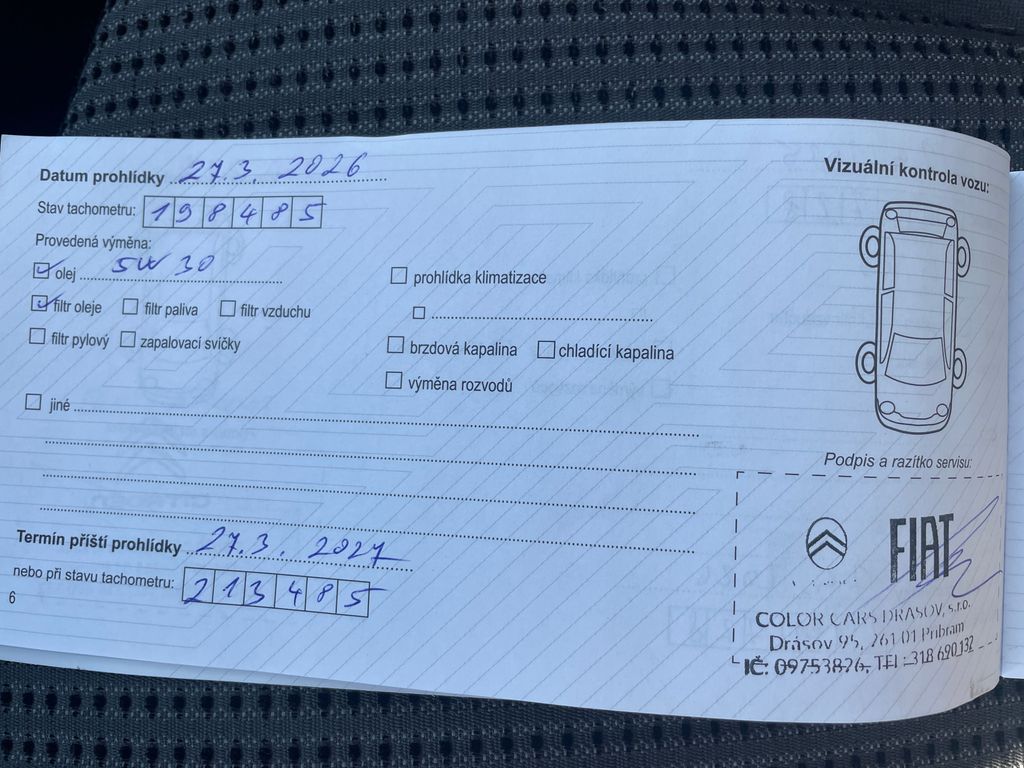 Datum prohlídky 27.3. 2026
Stav tachometru: 198485
Provedená výměna:
olej 5W 30
prohlídka klimatizace
filtr oleje filtr paliva filtr vzduchu
filtr pylový zapalovací svíčky
brzdová kapalina chladící kapalina
výměna rozvodů
jiné
Termín příští prohlídky 27.3. 2027
nebo při stavu tachometru: 213485
6
Vizuální kontrola vozu:
Podpis a razítko servisu:
FIAT
COLOR CARS DRASOV, s.r.o.
Drásov 95, 261 01 Příbram
IČ: 09753826, TEL: 318 690 132